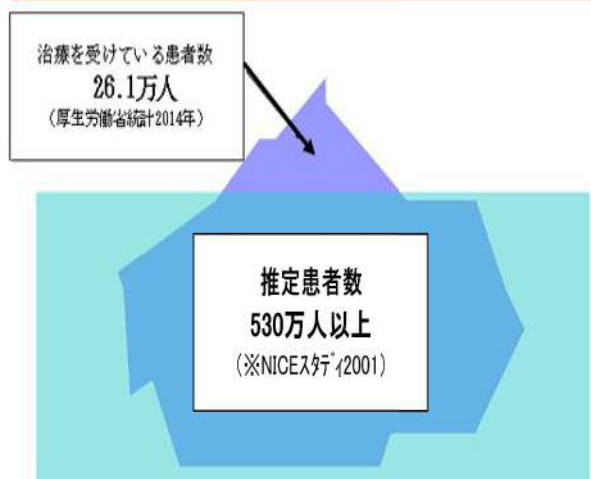 治療を受けている患者数
26.1万人
(厚生労働省統計2014年)
推定患者数
530万人以上
(※NICEスタディ2001)